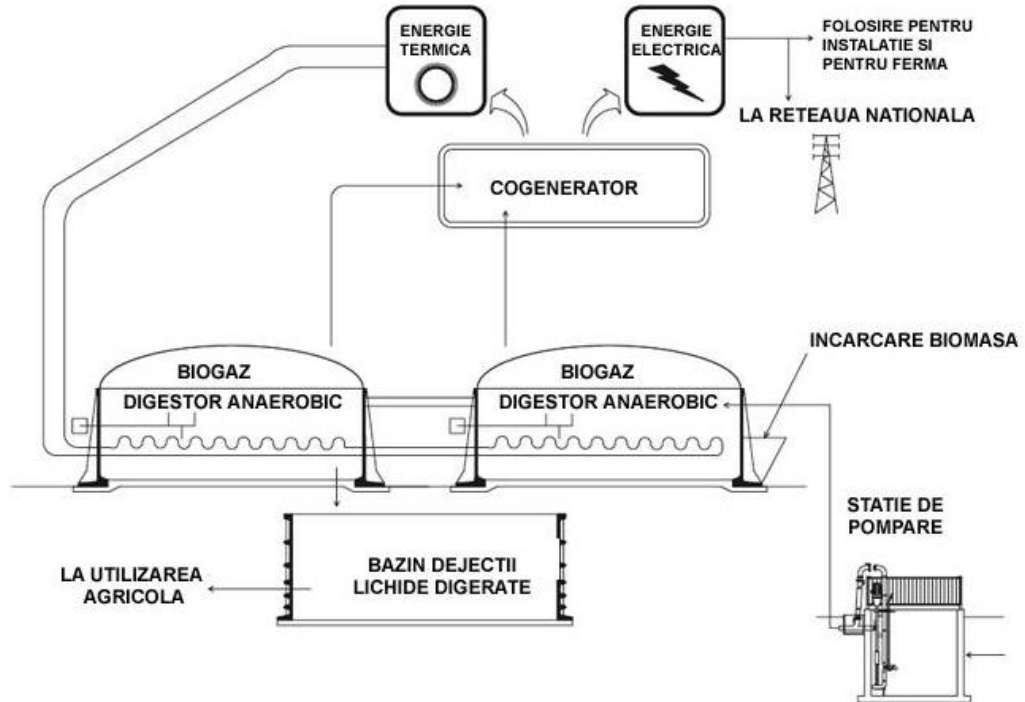 ENERGIE
TERMICA
ENERGIE
ELECTRICA
FOLOSIRE PENTRU
INSTALATIE SI
PENTRU FERMA
LA RETEAUA NATIONALA
COGENERATOR
INCARCARE BIOMASA
BIOGAZ
DIGESTOR ANAEROBIC
BIOGAZ
DIGESTOR ANAEROBIC
STATIE DE
POMPARE
BAZIN DEJECTII
LICHIDE DIGERATE
LA UTILIZAREA
AGRICOLA